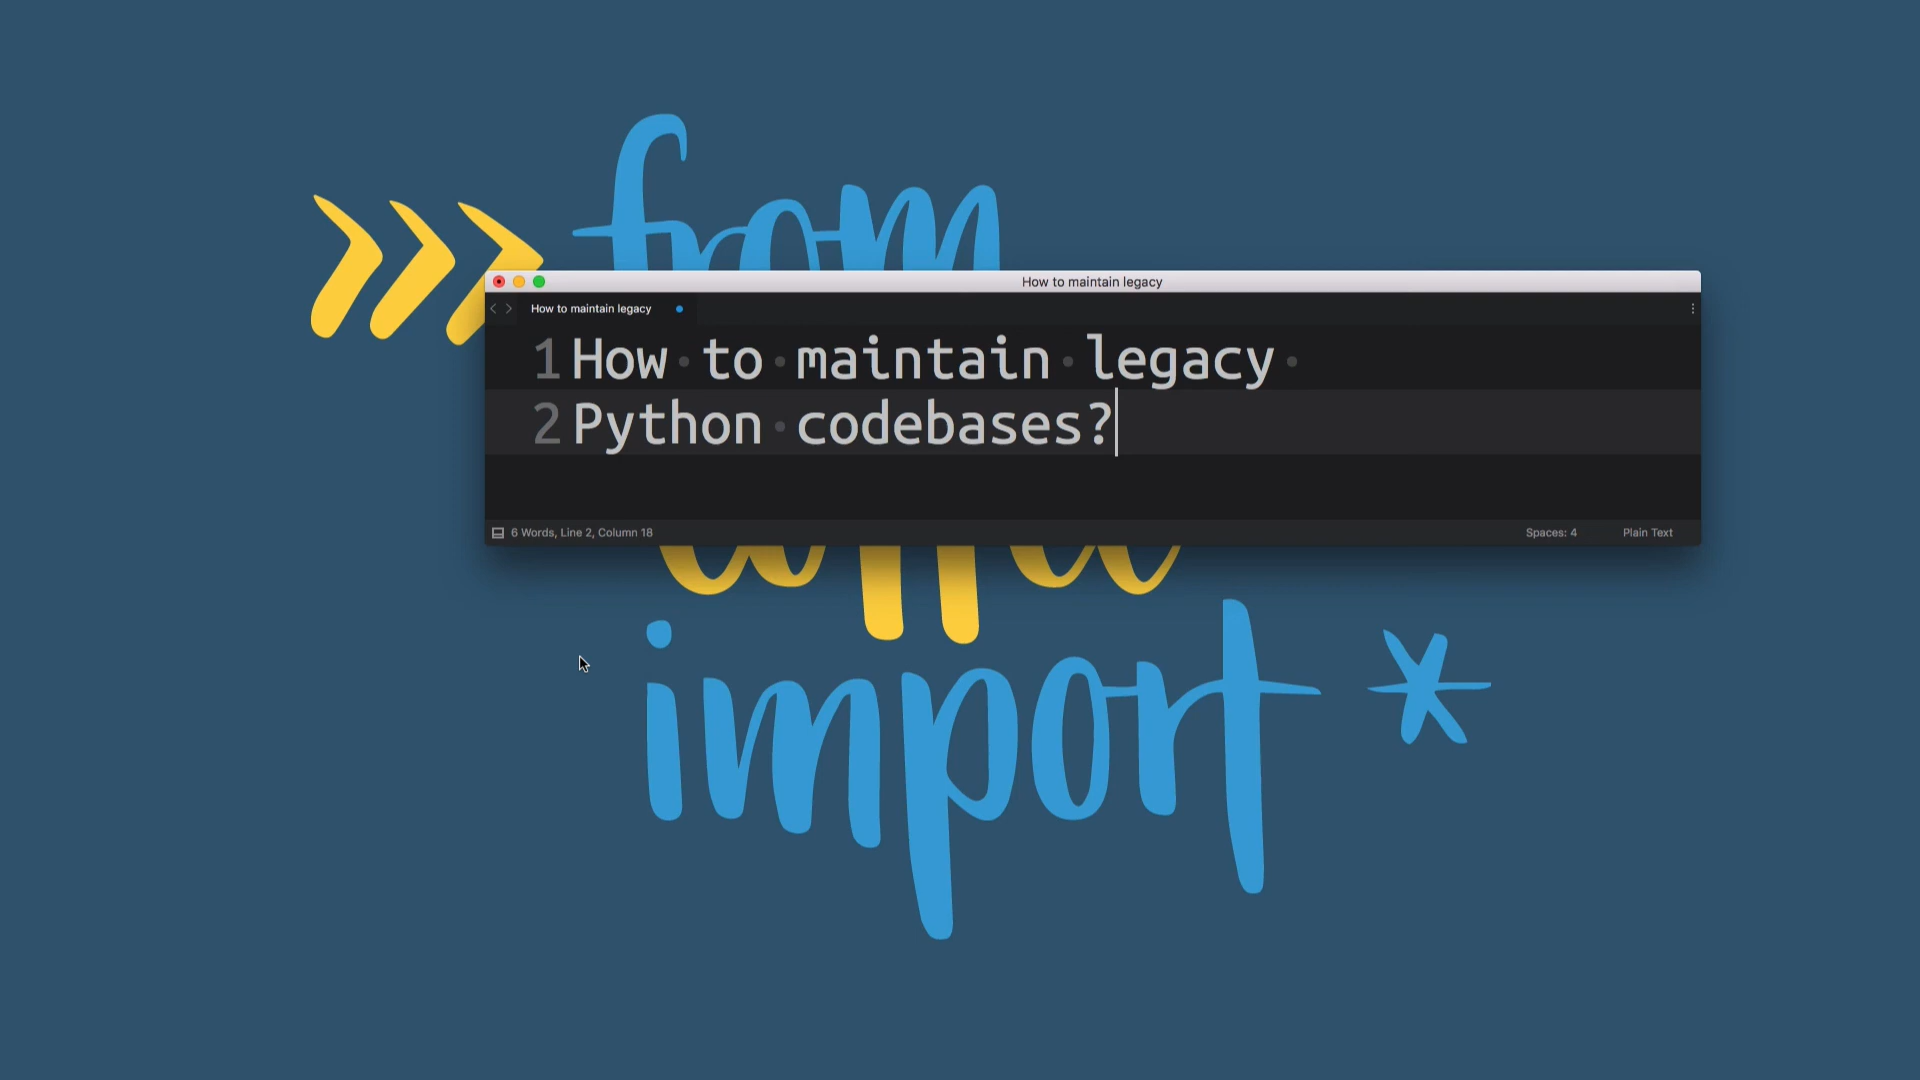 >>> from
How to maintain legacy
How to maintain legacy
1 How to maintain legacy
2 Python codebases?
6 Words, Line 2, Column 18 Spaces: 4 Plain Text
import *